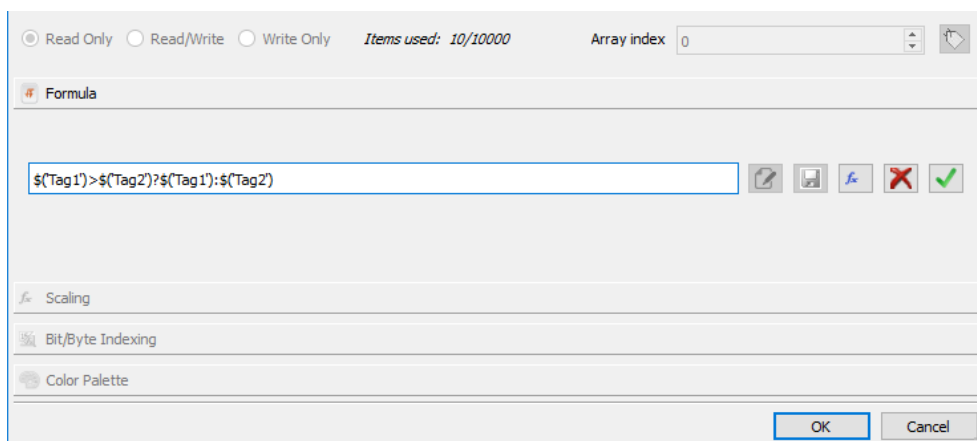 Read Only Read/Write Write Only Items used: 10/10000 Array index 0
Formula
$('Tag1')>$('Tag2')?$('Tag1'):$('Tag2')
Scaling
Bit/Byte Indexing
Color Palette
OK Cancel